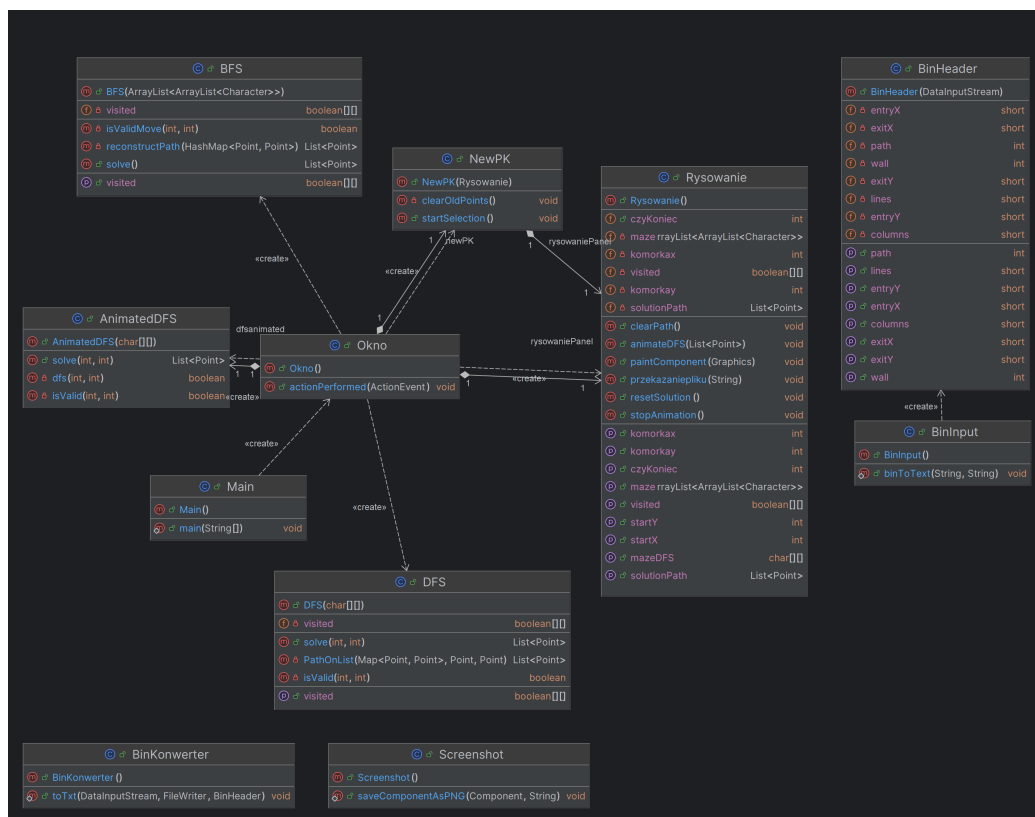 BFS
BFS(ArrayList<ArrayList<Character>>)
visited boolean[][]
isValidMove(int, int) boolean
reconstructPath(HashMap<Point, Point>) List<Point>
solve() List<Point>
visited boolean[][]
NewPK
NewPK(Rysowanie)
clearOldPoints() void
startSelection() void
Rysowanie
Rysowanie()
czyKoniec int
maze rrayList<ArrayList<Character>>
komorkax int
visited boolean[][]
komorkay int
solutionPath List<Point>
clearPath() void
animateDFS(List<Point>) void
paintComponent(Graphics) void
przekazaniepliku(String) void
resetSolution() void
stopAnimation() void
komorkax int
komorkay int
czyKoniec int
maze rrayList<ArrayList<Character>>
visited boolean[][]
startY int
startX int
mazeDFS char[][]
solutionPath List<Point>
BinHeader
BinHeader(DataInputStream)
entryX short
exitX short
path int
wall int
exitY short
lines short
entryY short
columns short
path int
lines short
entryY short
entryX short
columns short
exitX short
exitY short
wall int
«create»
BinInput
BinInput()
binToText(String, String) void
«create»
1
newPK
«create»
1
1
rysowaniePanel
1
AnimatedDFS
AnimatedDFS(char[][])
solve(int, int) List<Point>
dfs(int, int) boolean
isValid(int, int) boolean
dfsanimated
1
1
«create»
Okno
Okno()
actionPerformed(ActionEvent) void
rysowaniePanel
1
«create»
1
«create»
Main
Main()
main(String[]) void
«create»
DFS
DFS(char[][])
visited boolean[][]
solve(int, int) List<Point>
PathOnList(Map<Point, Point>, Point, Point) List<Point>
isValid(int, int) boolean
visited boolean[][]
BinKonwerter
BinKonwerter()
toTxt(DataInputStream, FileWriter, BinHeader) void
Screenshot
Screenshot()
saveComponentAsPNG(Component, String) void